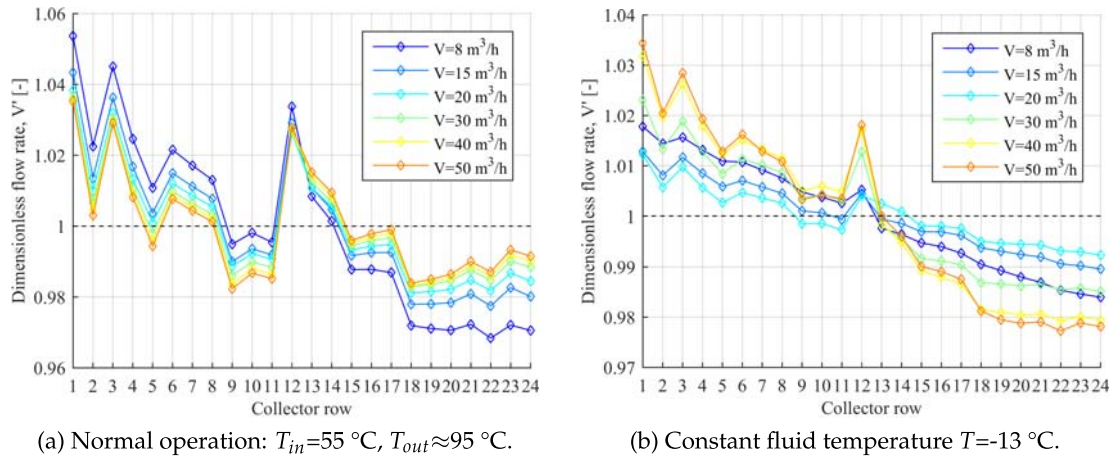 1.06
1.04
1.02
1
0.98
0.96
Dimensionless flow rate, V' [-]
V=8 m³/h
V=15 m³/h
V=20 m³/h
V=30 m³/h
V=40 m³/h
V=50 m³/h
1 2 3 4 5 6 7 8 9 10 11 12 13 14 15 16 17 18 19 20 21 22 23 24
Collector row
(a) Normal operation: T_in=55 °C, T_out≈95 °C.
1.04
1.03
1.02
1.01
1
0.99
0.98
0.97
Dimensionless flow rate, V' [-]
V=8 m³/h
V=15 m³/h
V=20 m³/h
V=30 m³/h
V=40 m³/h
V=50 m³/h
1 2 3 4 5 6 7 8 9 10 11 12 13 14 15 16 17 18 19 20 21 22 23 24
Collector row
(b) Constant fluid temperature T=-13 °C.